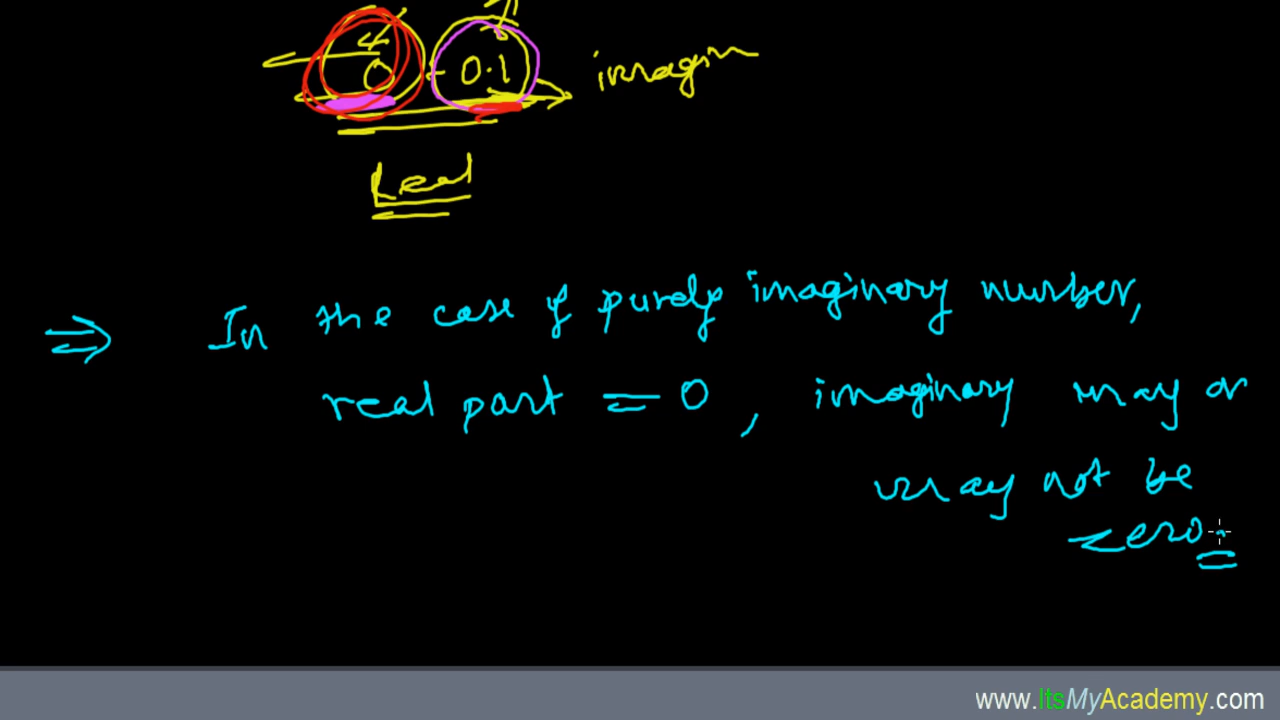 0 - 0.1 imagin
Real
⇒ In the case of purely imaginary number,
real part = 0, imaginary may or
may not be
zero.
www.ItsMyAcademy.com